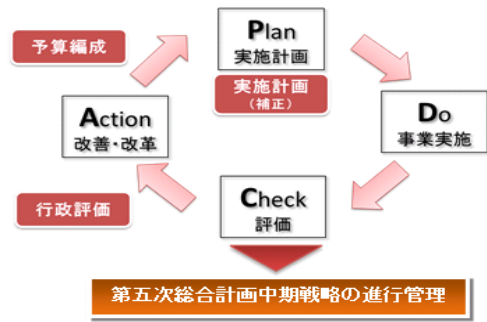 予算編成
Plan
実施計画
実施計画
（補正）
Action
改善・改革
Do
事業実施
行政評価
Check
評価
第五次総合計画中期戦略の進行管理